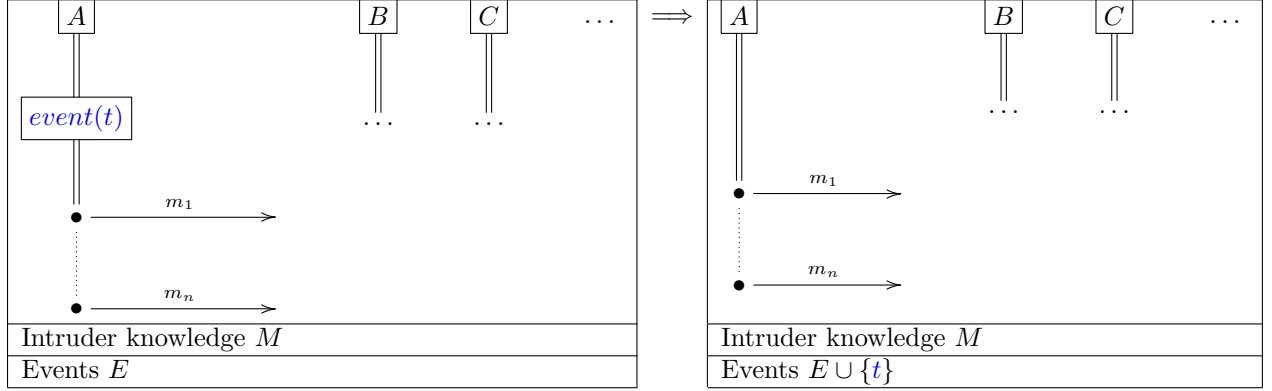 A B C … ⟹ A B C …
event(t) … … … …
m₁ m₁
mₙ mₙ
Intruder knowledge M Intruder knowledge M
Events E Events E ∪ {t}